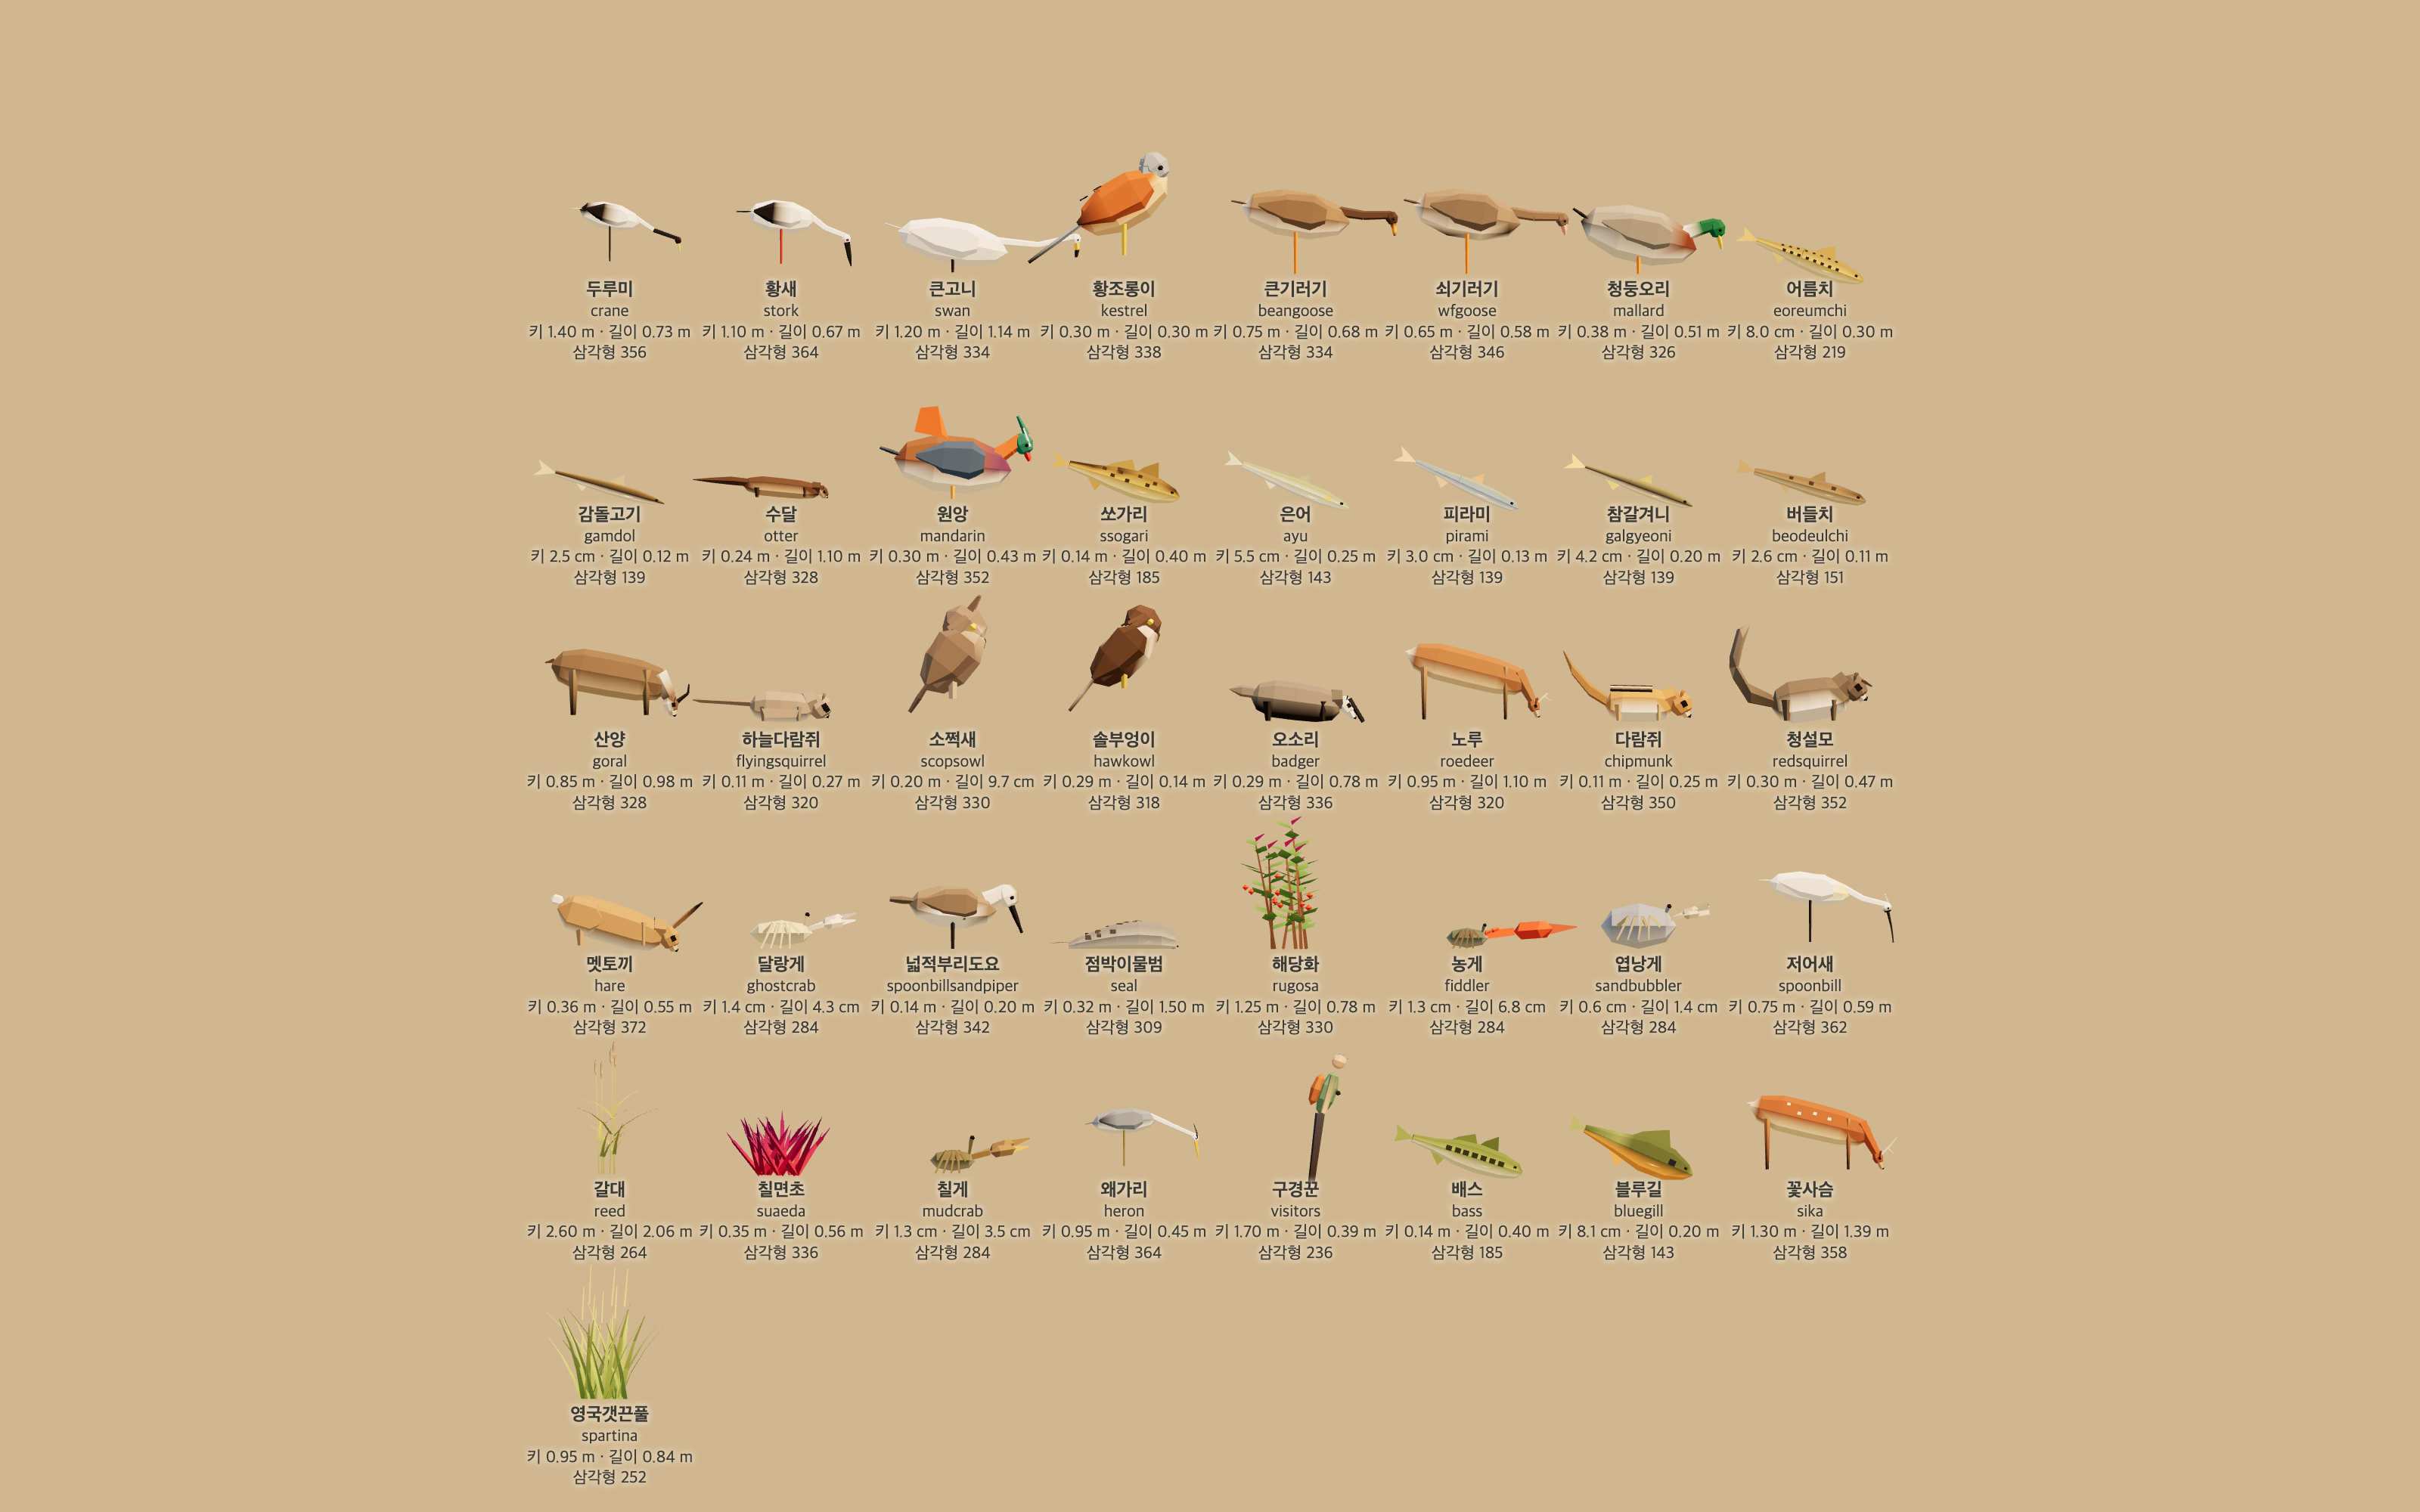 두루미
crane
키 1.40 m · 길이 0.73 m
삼각형 356
황새
stork
키 1.10 m · 길이 0.67 m
삼각형 364
큰고니
swan
키 1.20 m · 길이 1.14 m
삼각형 334
황조롱이
kestrel
키 0.30 m · 길이 0.30 m
삼각형 338
큰기러기
beangoose
키 0.75 m · 길이 0.68 m
삼각형 334
쇠기러기
wfgoose
키 0.65 m · 길이 0.58 m
삼각형 346
청둥오리
mallard
키 0.38 m · 길이 0.51 m
삼각형 326
어름치
eoreumchi
키 8.0 cm · 길이 0.30 m
삼각형 219
감돌고기
gamdol
키 2.5 cm · 길이 0.12 m
삼각형 139
수달
otter
키 0.24 m · 길이 1.10 m
삼각형 328
원앙
mandarin
키 0.30 m · 길이 0.43 m
삼각형 352
쏘가리
ssogari
키 0.14 m · 길이 0.40 m
삼각형 185
은어
ayu
키 5.5 cm · 길이 0.25 m
삼각형 143
피라미
pirami
키 3.0 cm · 길이 0.13 m
삼각형 139
참갈겨니
galgyeoni
키 4.2 cm · 길이 0.20 m
삼각형 139
버들치
beodeulchi
키 2.6 cm · 길이 0.11 m
삼각형 151
산양
goral
키 0.85 m · 길이 0.98 m
삼각형 328
하늘다람쥐
flyingsquirrel
키 0.11 m · 길이 0.27 m
삼각형 320
소쩍새
scopsowl
키 0.20 m · 길이 9.7 cm
삼각형 330
솔부엉이
hawkowl
키 0.29 m · 길이 0.14 m
삼각형 318
오소리
badger
키 0.29 m · 길이 0.78 m
삼각형 336
노루
roedeer
키 0.95 m · 길이 1.10 m
삼각형 320
다람쥐
chipmunk
키 0.11 m · 길이 0.25 m
삼각형 350
청설모
redsquirrel
키 0.30 m · 길이 0.47 m
삼각형 352
멧토끼
hare
키 0.36 m · 길이 0.55 m
삼각형 372
달랑게
ghostcrab
키 1.4 cm · 길이 4.3 cm
삼각형 284
넓적부리도요
spoonbillsandpiper
키 0.14 m · 길이 0.20 m
삼각형 342
점박이물범
seal
키 0.32 m · 길이 1.50 m
삼각형 309
해당화
rugosa
키 1.25 m · 길이 0.78 m
삼각형 330
농게
fiddler
키 1.3 cm · 길이 6.8 cm
삼각형 284
엽낭게
sandbubbler
키 0.6 cm · 길이 1.4 cm
삼각형 284
저어새
spoonbill
키 0.75 m · 길이 0.59 m
삼각형 362
갈대
reed
키 2.60 m · 길이 2.06 m
삼각형 264
칠면초
suaeda
키 0.35 m · 길이 0.56 m
삼각형 336
칠게
mudcrab
키 1.3 cm · 길이 3.5 cm
삼각형 284
왜가리
heron
키 0.95 m · 길이 0.45 m
삼각형 364
구경꾼
visitors
키 1.70 m · 길이 0.39 m
삼각형 236
배스
bass
키 0.14 m · 길이 0.40 m
삼각형 185
블루길
bluegill
키 8.1 cm · 길이 0.20 m
삼각형 143
꽃사슴
sika
키 1.30 m · 길이 1.39 m
삼각형 358
영국갯끈풀
spartina
키 0.95 m · 길이 0.84 m
삼각형 252